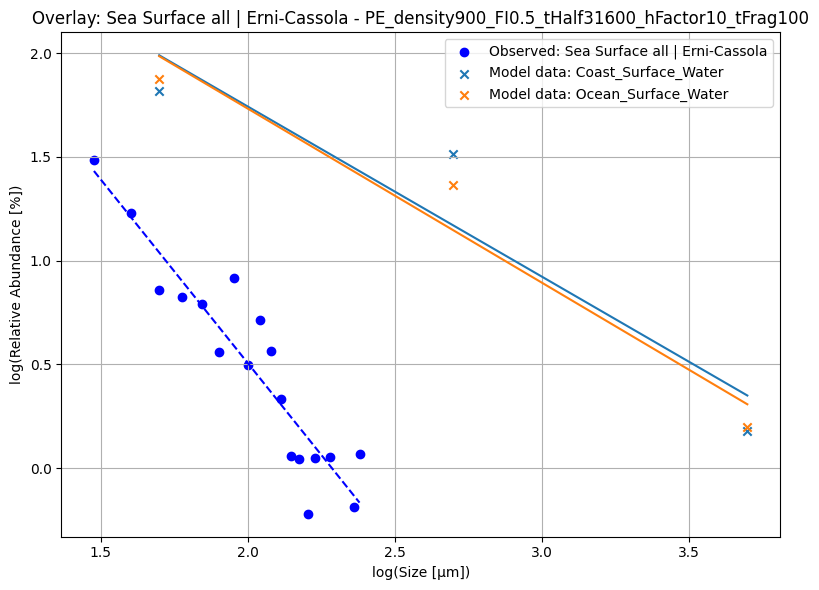 Overlay: Sea Surface all | Erni-Cassola - PE_density900_FI0.5_tHalf31600_hFactor10_tFrag100
Observed: Sea Surface all | Erni-Cassola
Model data: Coast_Surface_Water
Model data: Ocean_Surface_Water
log(Relative Abundance [%])
2.0
1.5
1.0
0.5
0.0
1.5 2.0 2.5 3.0 3.5
log(Size [µm])